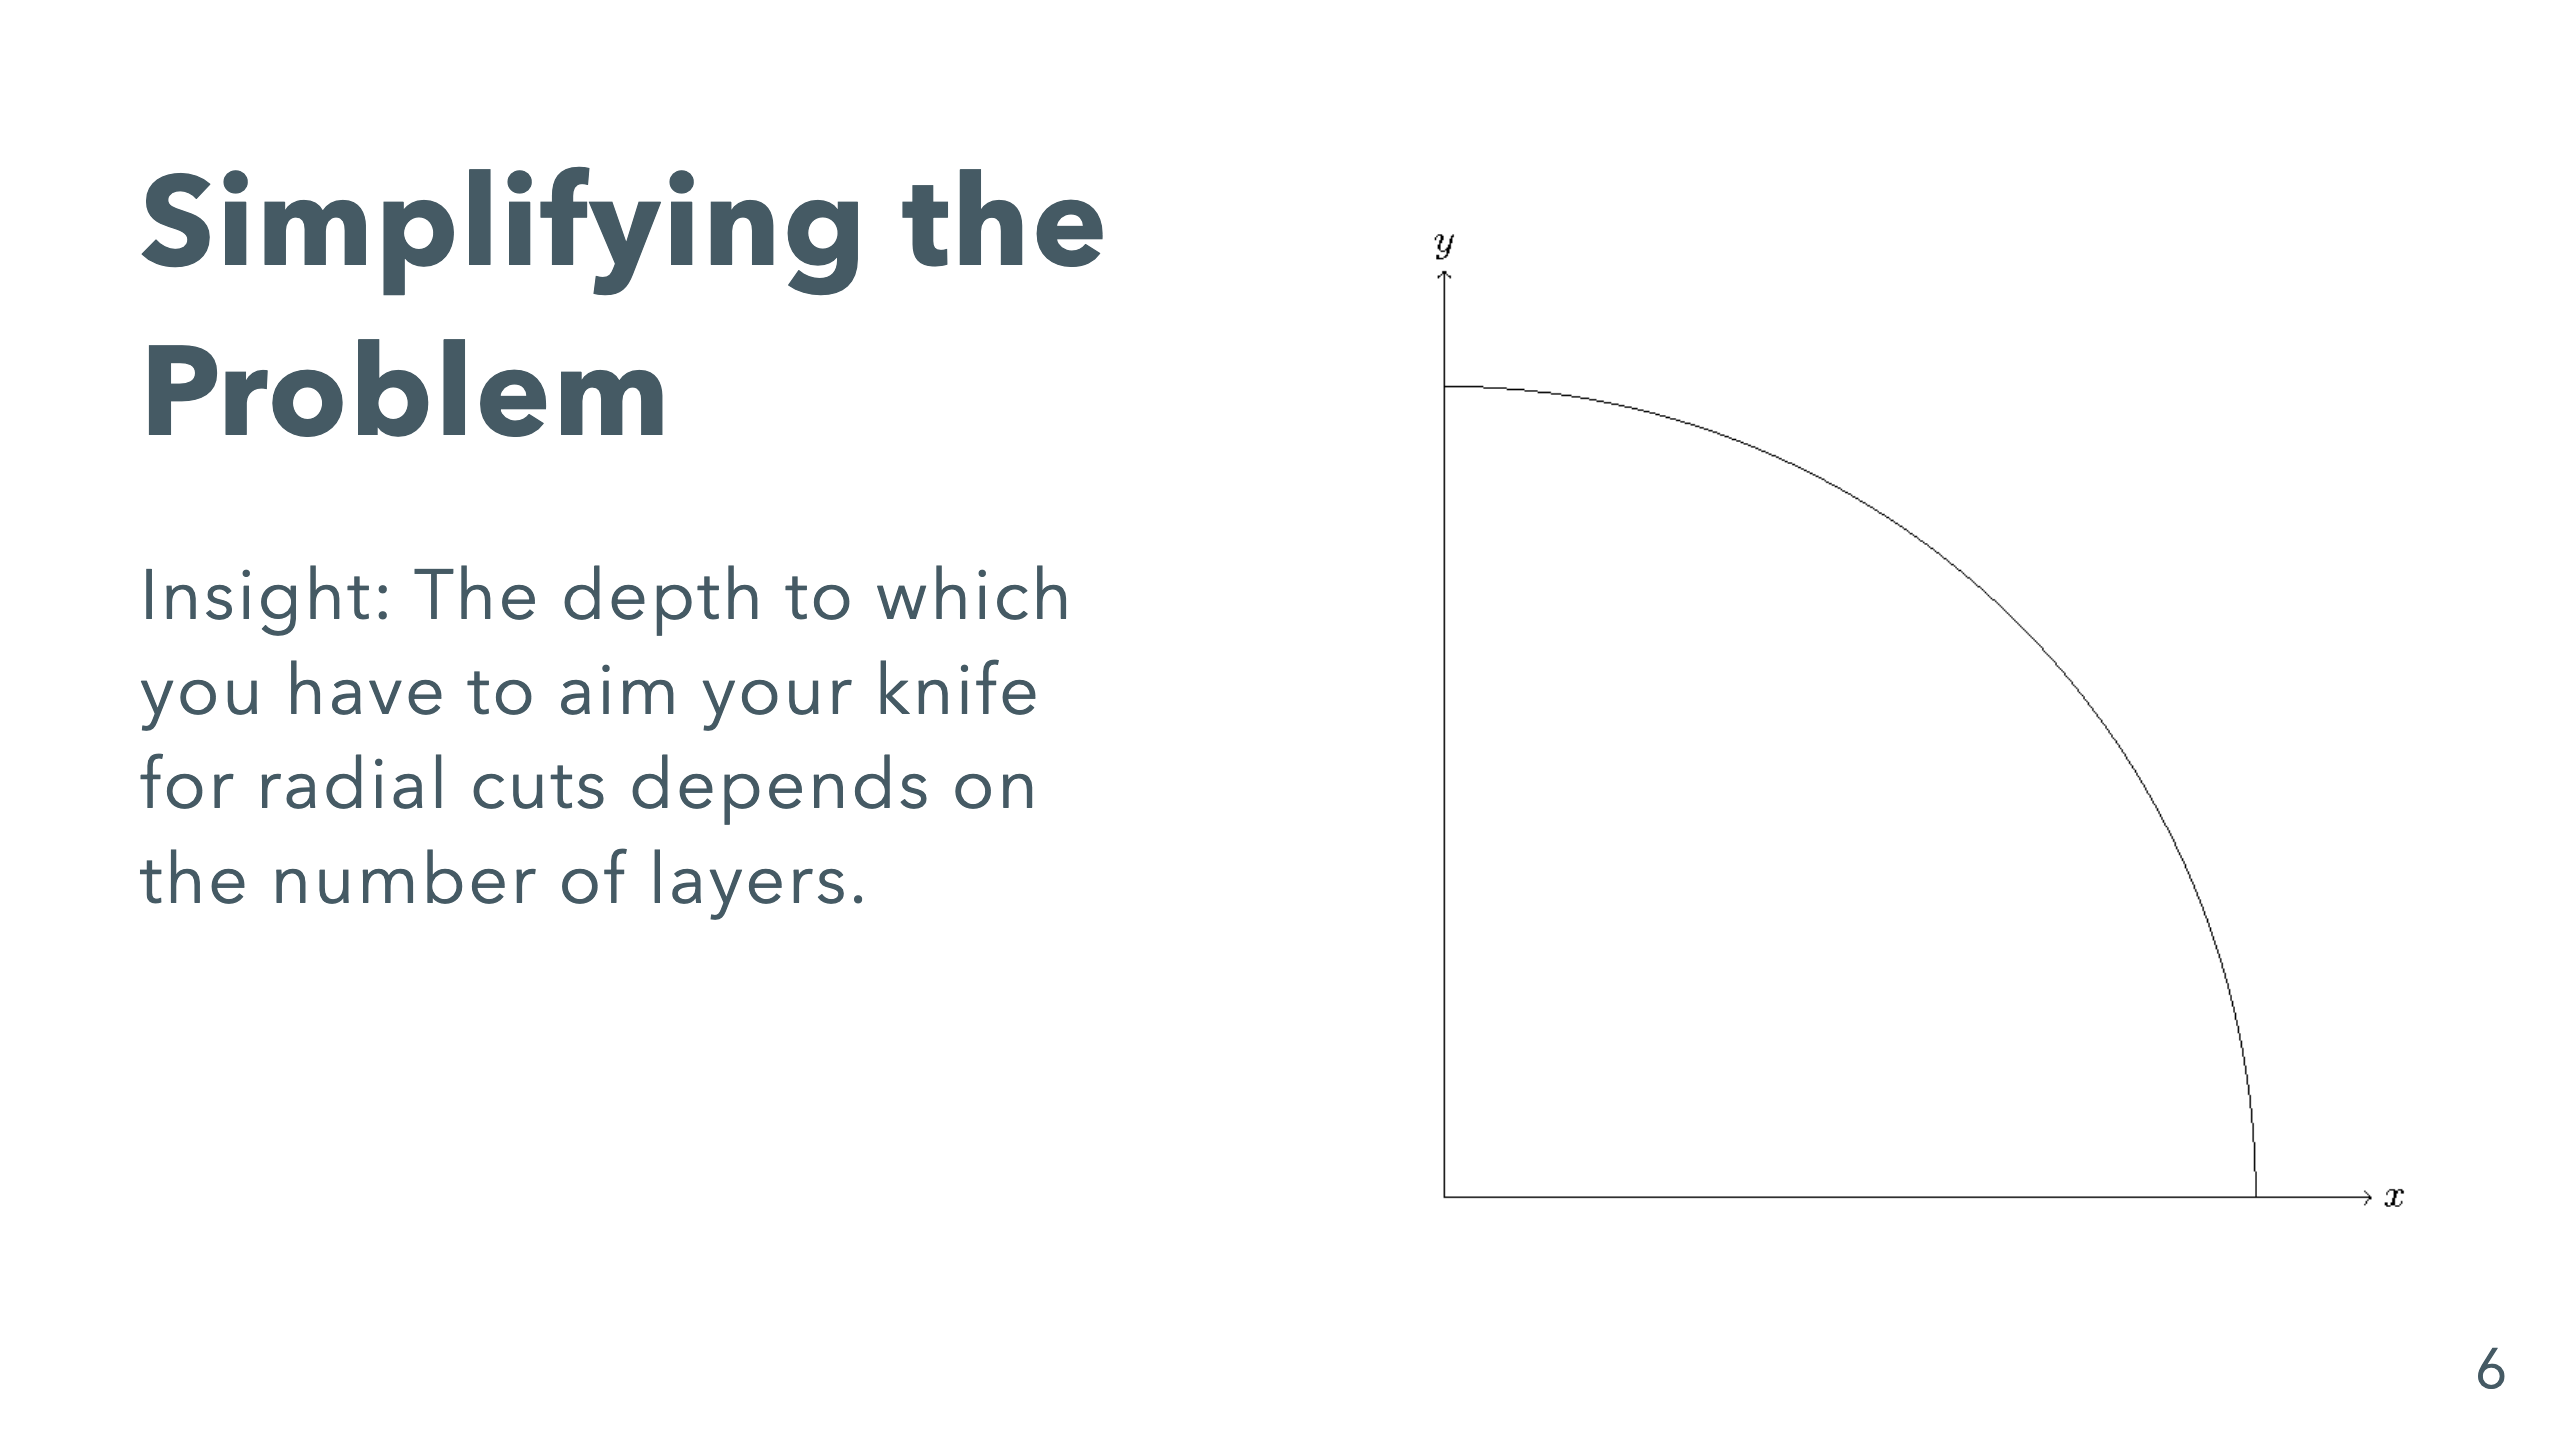 Simplifying the
Problem
Insight: The depth to which
you have to aim your knife
for radial cuts depends on
the number of layers.
y
x
6